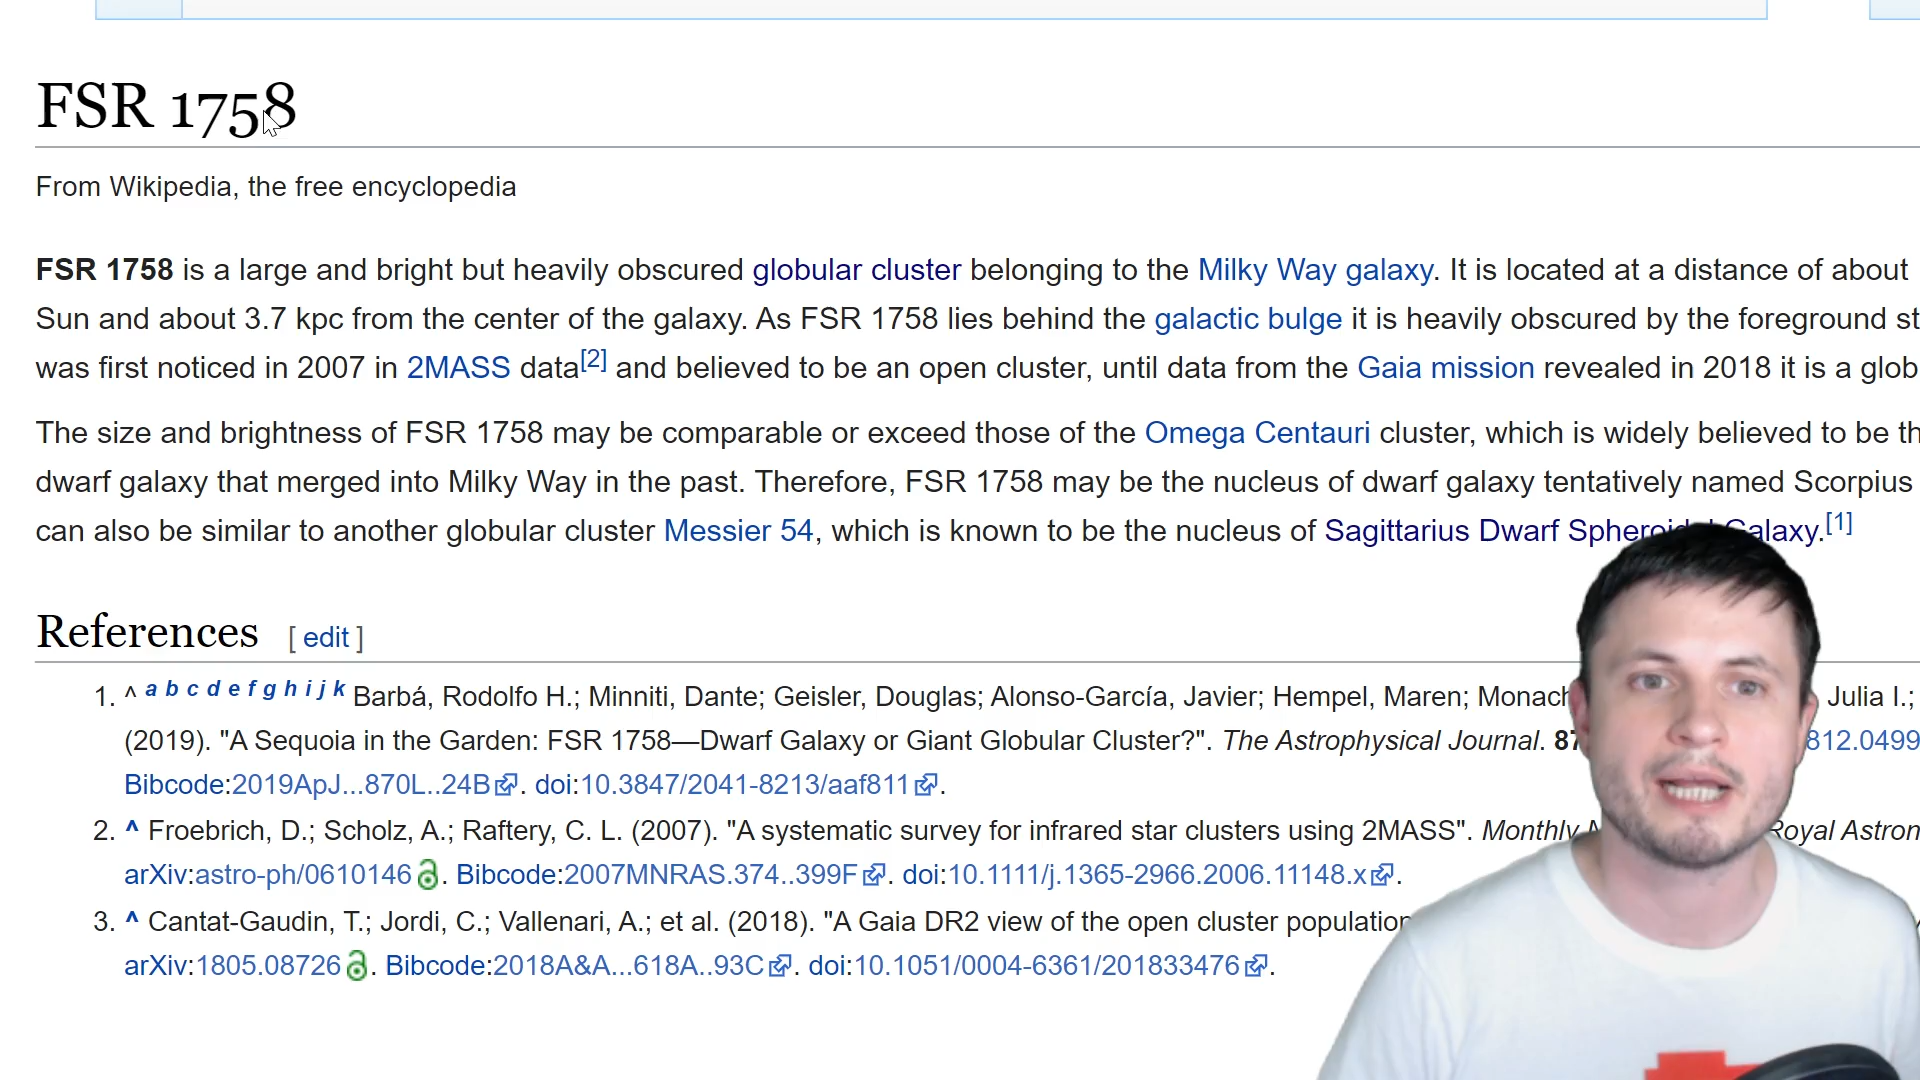 FSR 1758
From Wikipedia, the free encyclopedia
FSR 1758 is a large and bright but heavily obscured globular cluster belonging to the Milky Way galaxy. It is located at a distance of about
Sun and about 3.7 kpc from the center of the galaxy. As FSR 1758 lies behind the galactic bulge it is heavily obscured by the foreground st
was first noticed in 2007 in 2MASS data[2] and believed to be an open cluster, until data from the Gaia mission revealed in 2018 it is a glob
The size and brightness of FSR 1758 may be comparable or exceed those of the Omega Centauri cluster, which is widely believed to be th
dwarf galaxy that merged into Milky Way in the past. Therefore, FSR 1758 may be the nucleus of dwarf galaxy tentatively named Scorpius
can also be similar to another globular cluster Messier 54, which is known to be the nucleus of Sagittarius Dwarf Spheroidal Galaxy.[1]
References [ edit ]
1. ^ a b c d e f g h i j k Barbá, Rodolfo H.; Minniti, Dante; Geisler, Douglas; Alonso-García, Javier; Hempel, Maren; Monach Julia I.;
(2019). "A Sequoia in the Garden: FSR 1758—Dwarf Galaxy or Giant Globular Cluster?". The Astrophysical Journal. 87 812.0499
Bibcode:2019ApJ...870L..24B. doi:10.3847/2041-8213/aaf811.
2. ^ Froebrich, D.; Scholz, A.; Raftery, C. L. (2007). "A systematic survey for infrared star clusters using 2MASS". Monthly Royal Astron
arXiv:astro-ph/0610146. Bibcode:2007MNRAS.374..399F. doi:10.1111/j.1365-2966.2006.11148.x.
3. ^ Cantat-Gaudin, T.; Jordi, C.; Vallenari, A.; et al. (2018). "A Gaia DR2 view of the open cluster population
arXiv:1805.08726. Bibcode:2018A&A...618A..93C. doi:10.1051/0004-6361/201833476.